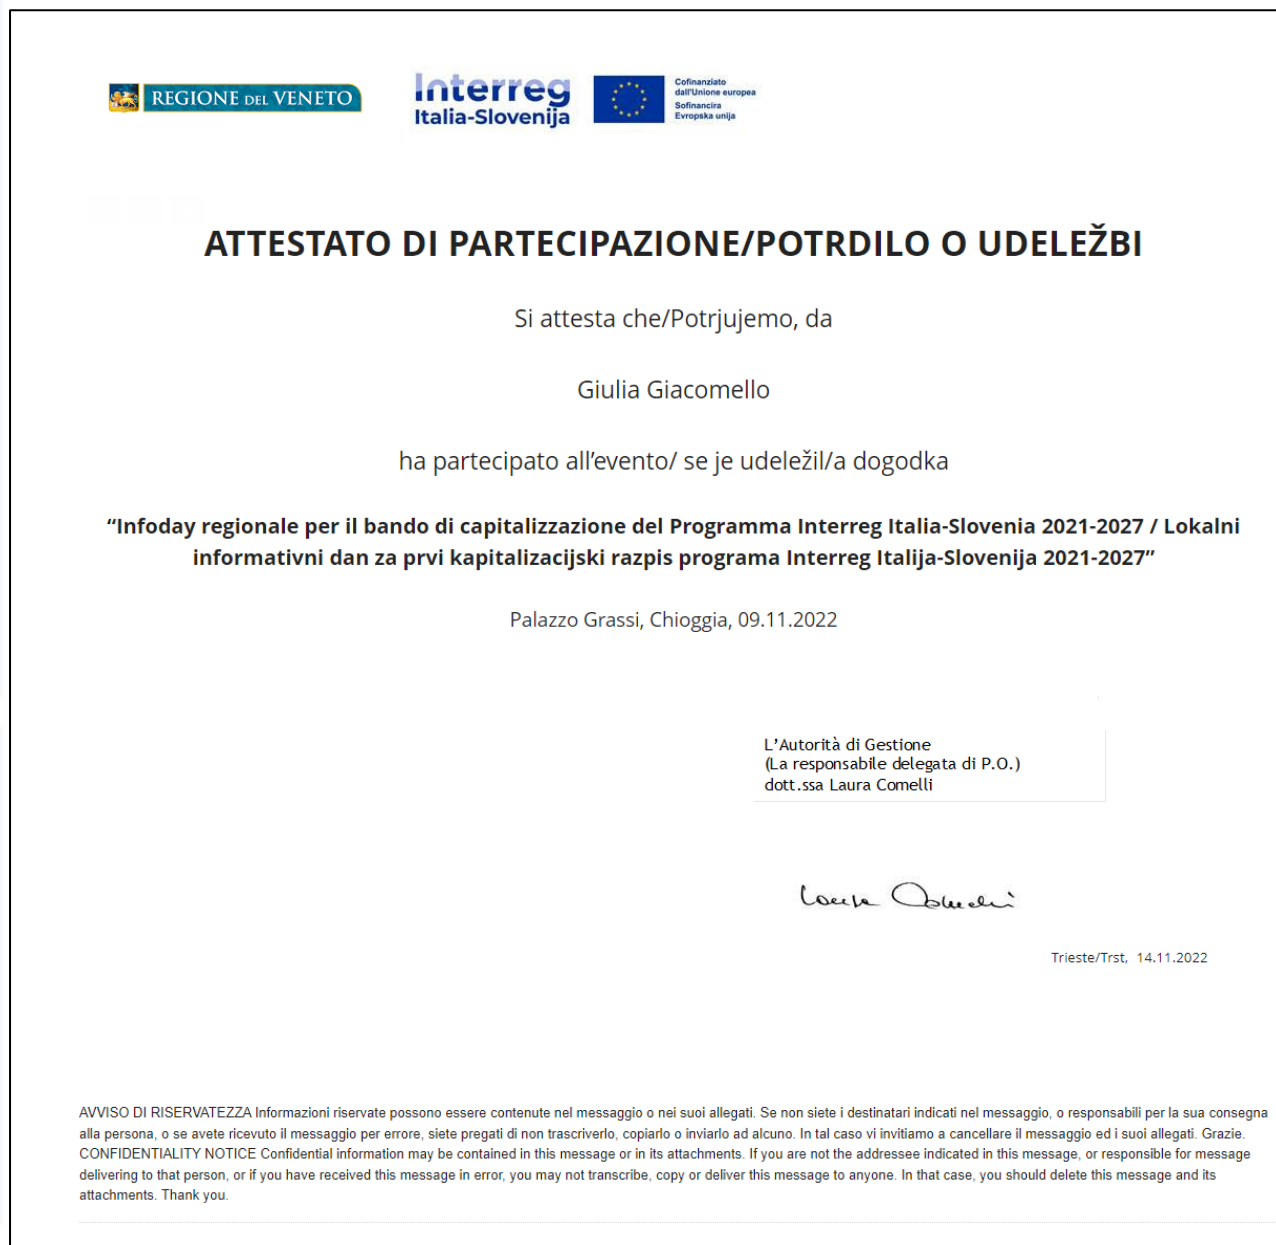 REGIONE DEL VENETO
Interreg
Italia-Slovenija
Cofinanziato
dall'Unione europea
Sofinancira
Evropska unija
ATTESTATO DI PARTECIPAZIONE/POTRDILO O UDELEŽBI
Si attesta che/Potrjujemo, da
Giulia Giacomello
ha partecipato all'evento/ se je udeležil/a dogodka
“Infoday regionale per il bando di capitalizzazione del Programma Interreg Italia-Slovenia 2021-2027 / Lokalni
informativni dan za prvi kapitalizacijski razpis programa Interreg Italija-Slovenija 2021-2027”
Palazzo Grassi, Chioggia, 09.11.2022
L'Autorità di Gestione
(La responsabile delegata di P.O.)
dott.ssa Laura Comelli
Laura Comelli
Trieste/Trst, 14.11.2022
AVVISO DI RISERVATEZZA Informazioni riservate possono essere contenute nel messaggio o nei suoi allegati. Se non siete i destinatari indicati nel messaggio, o responsabili per la sua consegna
alla persona, o se avete ricevuto il messaggio per errore, siete pregati di non trascriverlo, copiarlo o inviarlo ad alcuno. In tal caso vi invitiamo a cancellare il messaggio ed i suoi allegati. Grazie.
CONFIDENTIALITY NOTICE Confidential information may be contained in this message or in its attachments. If you are not the addressee indicated in this message, or responsible for message
delivering to that person, or if you have received this message in error, you may not transcribe, copy or deliver this message to anyone. In that case, you should delete this message and its
attachments. Thank you.